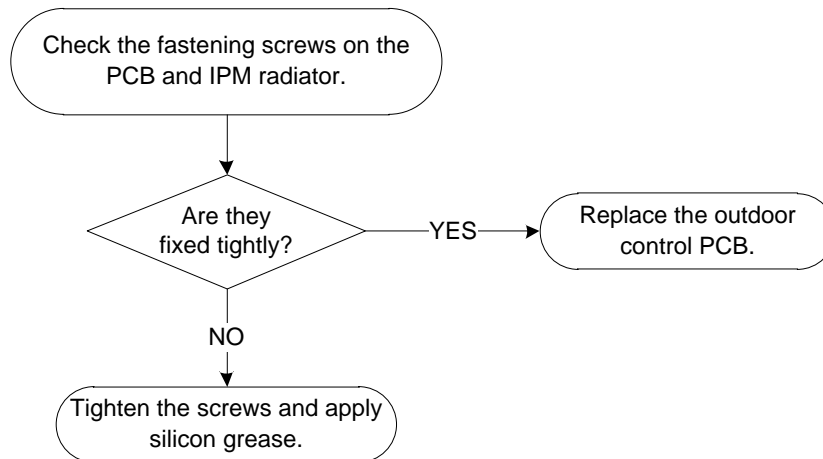 Check the fastening screws on the
PCB and IPM radiator.
Are they
fixed tightly?
YES
Replace the outdoor
control PCB.
NO
Tighten the screws and apply
silicon grease.